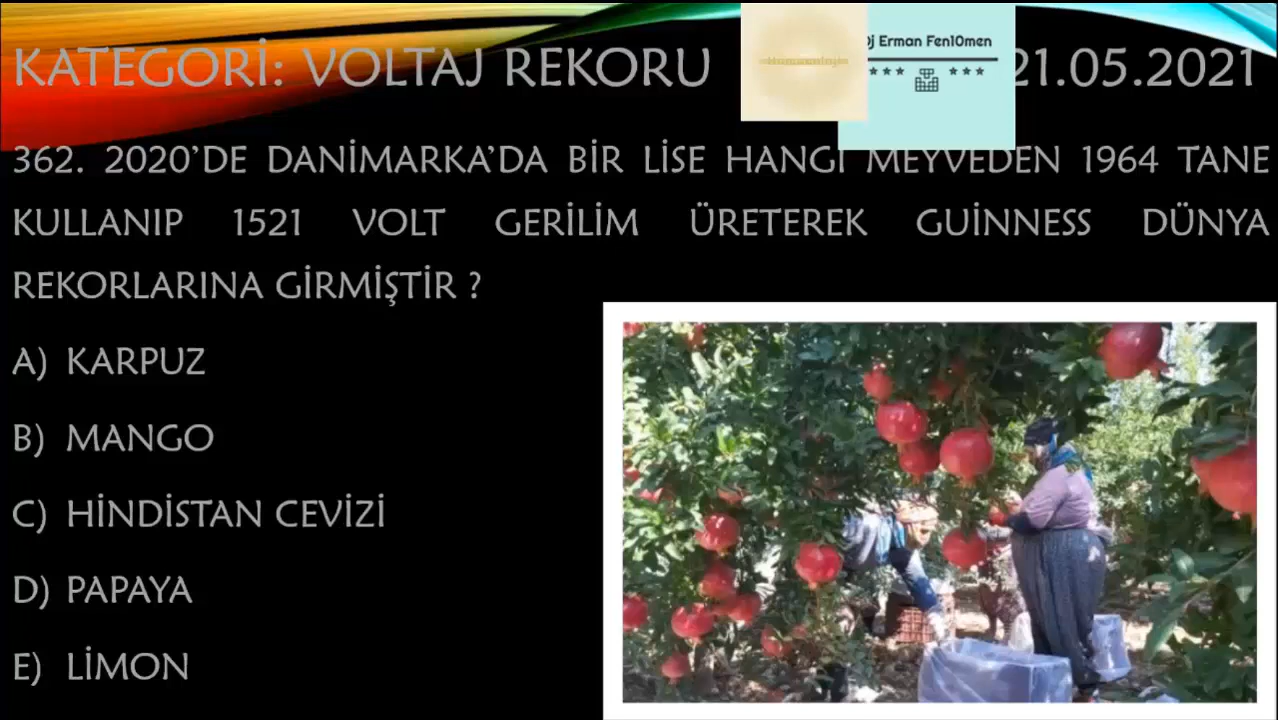 KATEGORİ: VOLTAJ REKORU
Dj Erman Fen1Omen
21.05.2021
362. 2020'DE DANİMARKA'DA BİR LİSE HANGİ MEYVEDEN 1964 TANE
KULLANIP 1521 VOLT GERİLİM ÜRETEREK GUİNNESS DÜNYA
REKORLARINA GİRMİŞTİR ?
A) KARPUZ
B) MANGO
C) HİNDİSTAN CEVİZİ
D) PAPAYA
E) LİMON